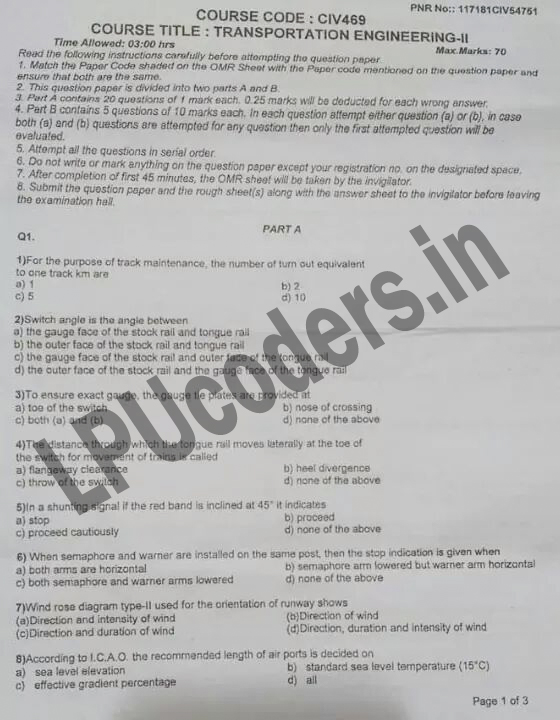 PNR No:: 117181CIV54751
COURSE CODE : CIV469
COURSE TITLE : TRANSPORTATION ENGINEERING-II
Time Allowed: 03:00 hrs
Max.Marks: 70
Read the following instructions carefully before attempting the question paper.
1. Match the Paper Code shaded on the OMR Sheet with the Paper code mentioned on the question paper and
ensure that both are the same.
2. This question paper is divided into two parts A and B.
3. Part A contains 20 questions of 1 mark each. 0.25 marks will be deducted for each wrong answer.
4. Part B contains 5 questions of 10 marks each. In each question attempt either question (a) or (b), in case
both (a) and (b) questions are attempted for any question then only the first attempted question will be
evaluated.
5. Attempt all the questions in serial order.
6. Do not write or mark anything on the question paper except your registration no. on the designated space.
7. After completion of first 45 minutes, the OMR sheet will be taken by the invigilator.
8. Submit the question paper and the rough sheet(s) along with the answer sheet to the invigilator before leaving
the examination hall.
PART A
Q1.
1)For the purpose of track maintenance, the number of turn out equivalent
to one track km are
a) 1 b) 2
c) 5 d) 10
2)Switch angle is the angle between
a) the gauge face of the stock rail and tongue rail
b) the outer face of the stock rail and tongue rail
c) the gauge face of the stock rail and outer face of the tongue rail
d) the outer face of the stock rail and the gauge face of the tongue rail
3)To ensure exact gauge, the gauge tie plates are provided at
a) toe of the switch b) nose of crossing
c) both (a) and (b) d) none of the above
4)The distance through which the tongue rail moves laterally at the toe of
the switch for movement of trains is called
a) flangeway clearance b) heel divergence
c) throw of the switch d) none of the above
5)In a shunting signal if the red band is inclined at 45° it indicates
a) stop b) proceed
c) proceed cautiously d) none of the above
6) When semaphore and warner are installed on the same post, then the stop indication is given when
a) both arms are horizontal b) semaphore arm lowered but warner arm horizontal
c) both semaphore and warner arms lowered d) none of the above
7)Wind rose diagram type-II used for the orientation of runway shows
(a)Direction and intensity of wind (b)Direction of wind
(c)Direction and duration of wind (d)Direction, duration and intensity of wind
8)According to I.C.A.O. the recommended length of air ports is decided on
a) sea level elevation b) standard sea level temperature (15°C)
c) effective gradient percentage d) all
Page 1 of 3
LPUcoders.in